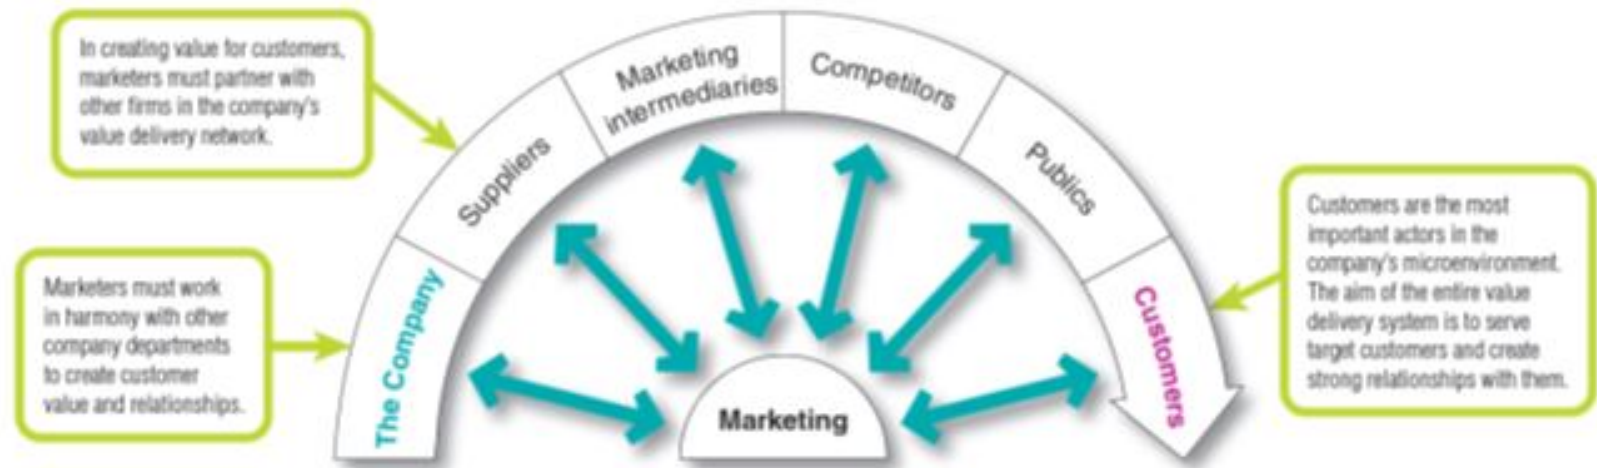 In creating value for customers,
marketers must partner with
other firms in the company's
value delivery network.
Marketers must work
in harmony with other
company departments
to create customer
value and relationships.
The Company
Suppliers
Marketing
intermediaries
Competitors
Publics
Customers
Marketing
Customers are the most
important actors in the
company's microenvironment.
The aim of the entire value
delivery system is to serve
target customers and create
strong relationships with them.